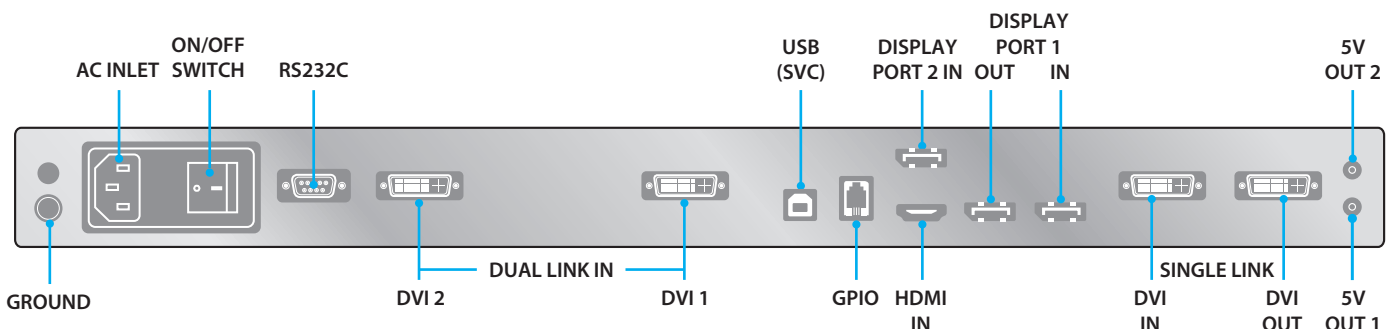 DISPLAY
ON/OFF USB DISPLAY PORT 1 5V
AC INLET SWITCH RS232C (SVC) PORT 2 IN OUT IN OUT 2
DUAL LINK IN SINGLE LINK
GROUND DVI 2 DVI 1 GPIO HDMI DVI DVI 5V
IN IN OUT OUT 1